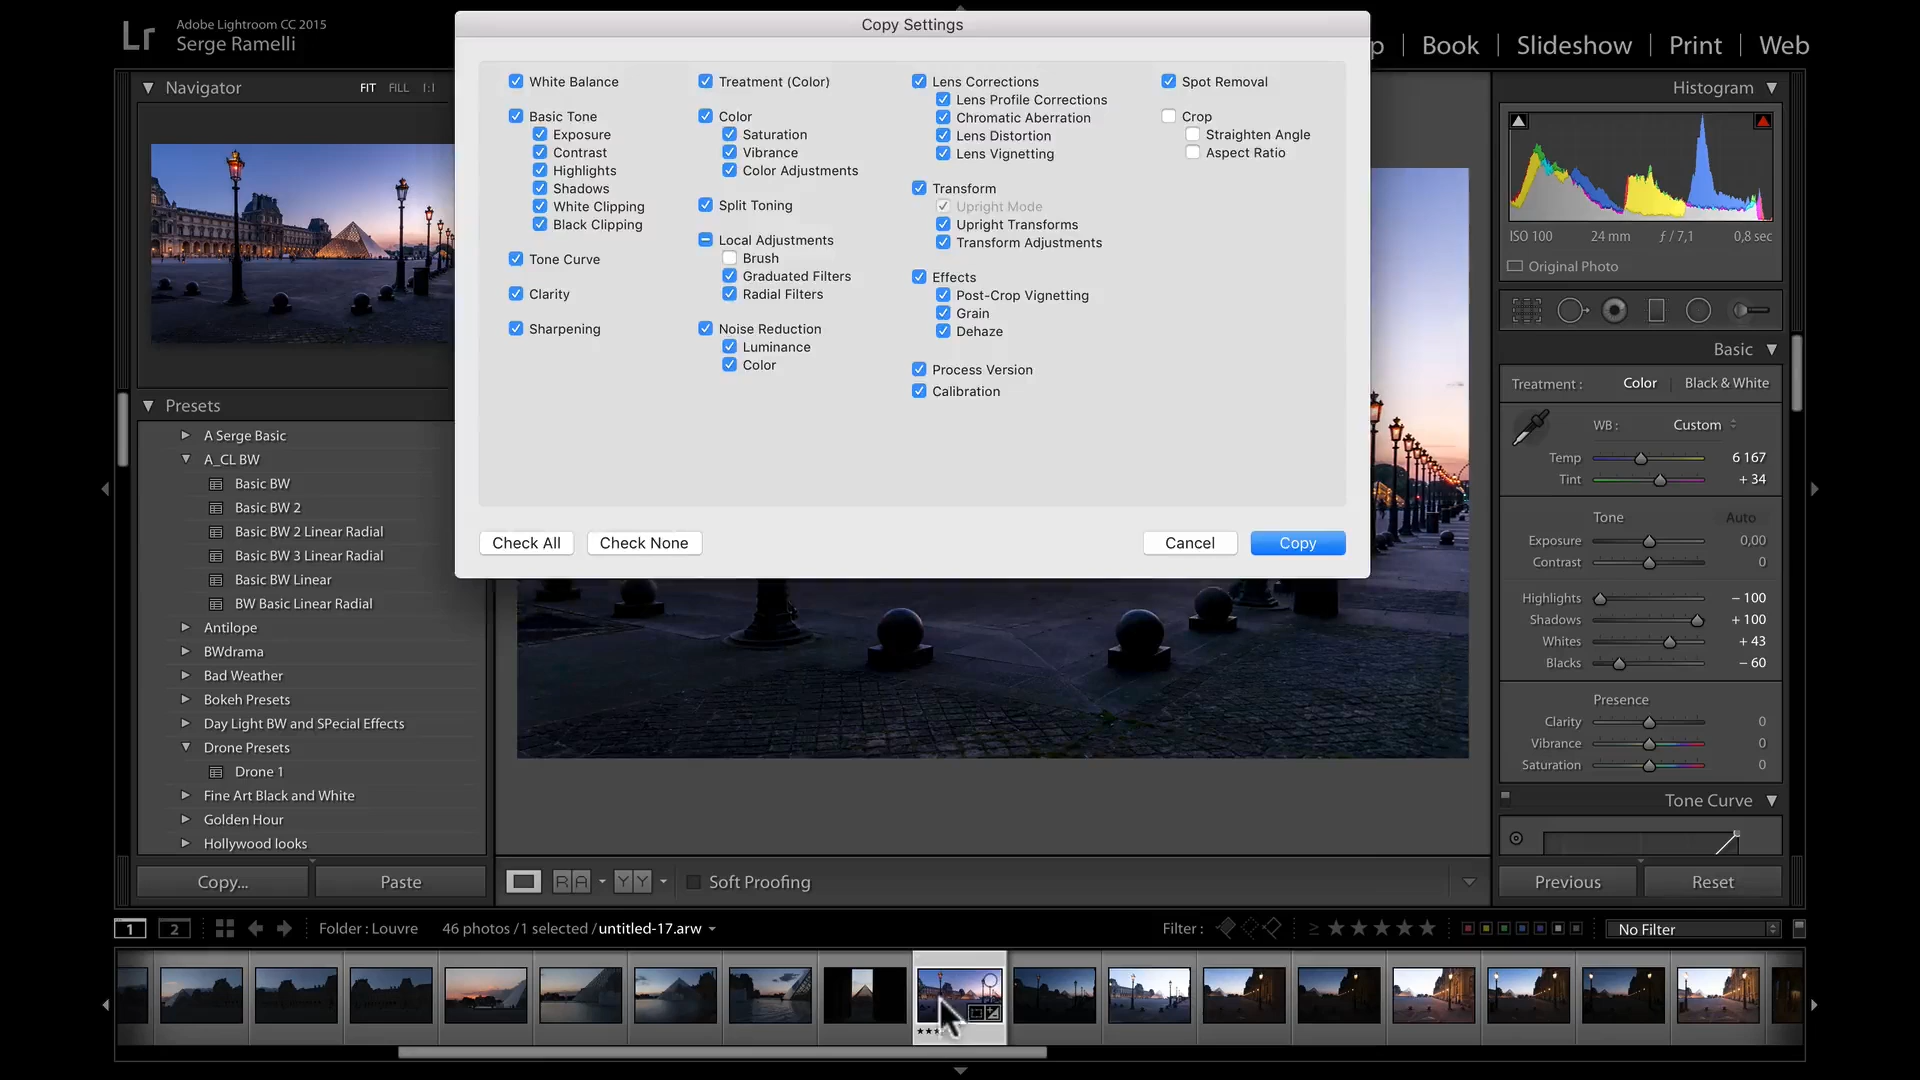 Adobe Lightroom CC 2015
Lr
Serge Ramelli
Copy Settings
Book
Slideshow
Print
Web
Navigator
FIT
FILL
1:1
Histogram
White Balance
Basic Tone
Exposure
Contrast
Highlights
Shadows
White Clipping
Black Clipping
Tone Curve
Clarity
Sharpening
Treatment (Color)
Color
Saturation
Vibrance
Color Adjustments
Split Toning
Local Adjustments
Brush
Graduated Filters
Radial Filters
Noise Reduction
Luminance
Color
Lens Corrections
Lens Profile Corrections
Chromatic Aberration
Lens Distortion
Lens Vignetting
Transform
Upright Mode
Upright Transforms
Transform Adjustments
Effects
Post-Crop Vignetting
Grain
Dehaze
Process Version
Calibration
Spot Removal
Crop
Straighten Angle
Aspect Ratio
Check All
Check None
Cancel
Copy
ISO 100 24 mm ƒ / 7,1 0,8 sec
Original Photo
Basic
Treatment : Color Black & White
WB : Custom
Temp 6 167
Tint + 34
Tone Auto
Exposure 0,00
Contrast 0
Highlights − 100
Shadows + 100
Whites + 43
Blacks − 60
Presence
Clarity 0
Vibrance 0
Saturation 0
Tone Curve
Presets
A Serge Basic
A_CL BW
Basic BW
Basic BW 2
Basic BW 2 Linear Radial
Basic BW 3 Linear Radial
Basic BW Linear
BW Basic Linear Radial
Antilope
BWdrama
Bad Weather
Bokeh Presets
Day Light BW and SPecial Effects
Drone Presets
Drone 1
Fine Art Black and White
Golden Hour
Hollywood looks
Copy...
Paste
R A
Y Y
Soft Proofing
Previous
Reset
1
2
Folder : Louvre
46 photos / 1 selected / untitled-17.arw
Filter :
≥
No Filter